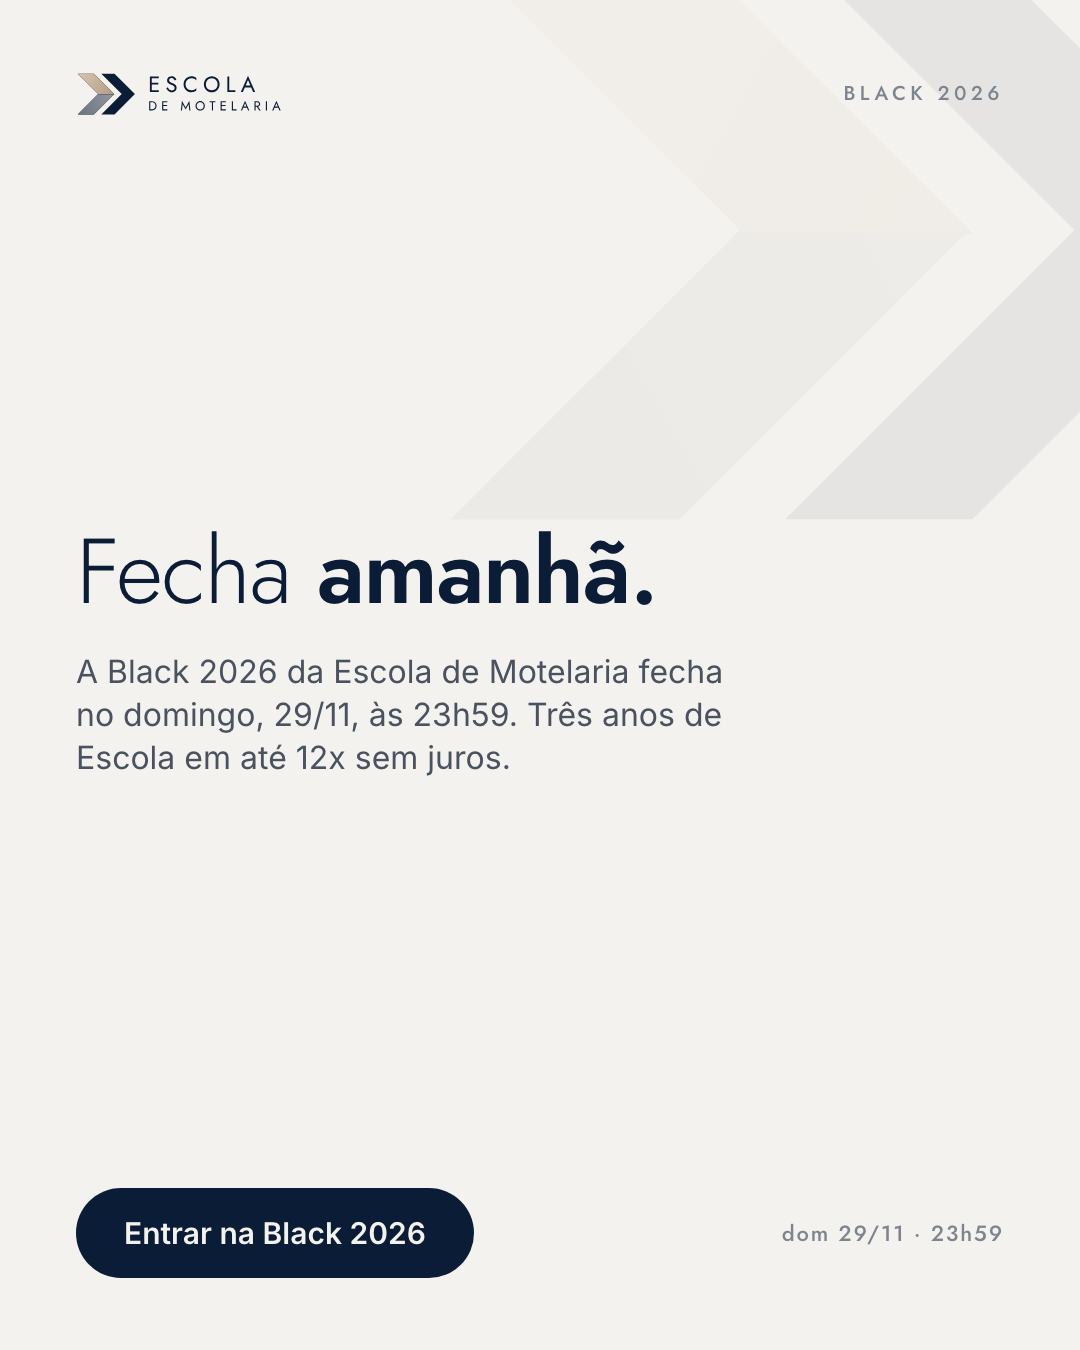 ESCOLA
DE MOTELARIA
BLACK 2026
Fecha amanhã.
A Black 2026 da Escola de Motelaria fecha
no domingo, 29/11, às 23h59. Três anos de
Escola em até 12x sem juros.
Entrar na Black 2026
dom 29/11 · 23h59